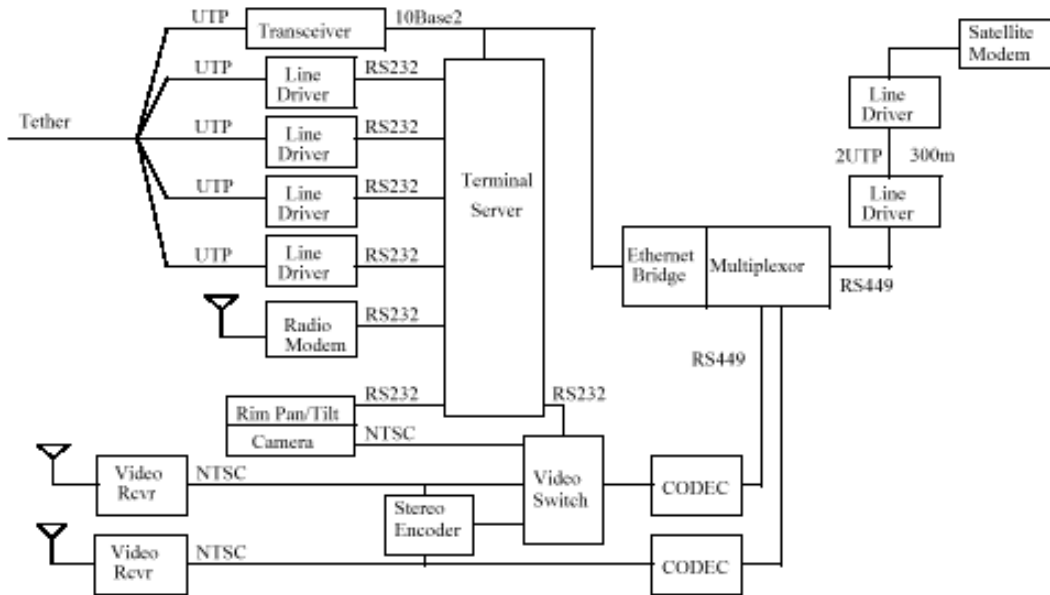 UTP
Transceiver
10Base2
Satellite
Modem
UTP
Line
Driver
RS232
Line
Driver
Tether
UTP
Line
Driver
RS232
2UTP
300m
UTP
Line
Driver
RS232
Terminal
Server
Line
Driver
UTP
Line
Driver
RS232
Ethernet
Bridge
Multiplexor
RS449
Radio
Modem
RS232
RS449
Rim Pan/Tilt
RS232
RS232
Camera
NTSC
Video
Rcvr
NTSC
Video
Switch
CODEC
Stereo
Encoder
Video
Rcvr
NTSC
CODEC